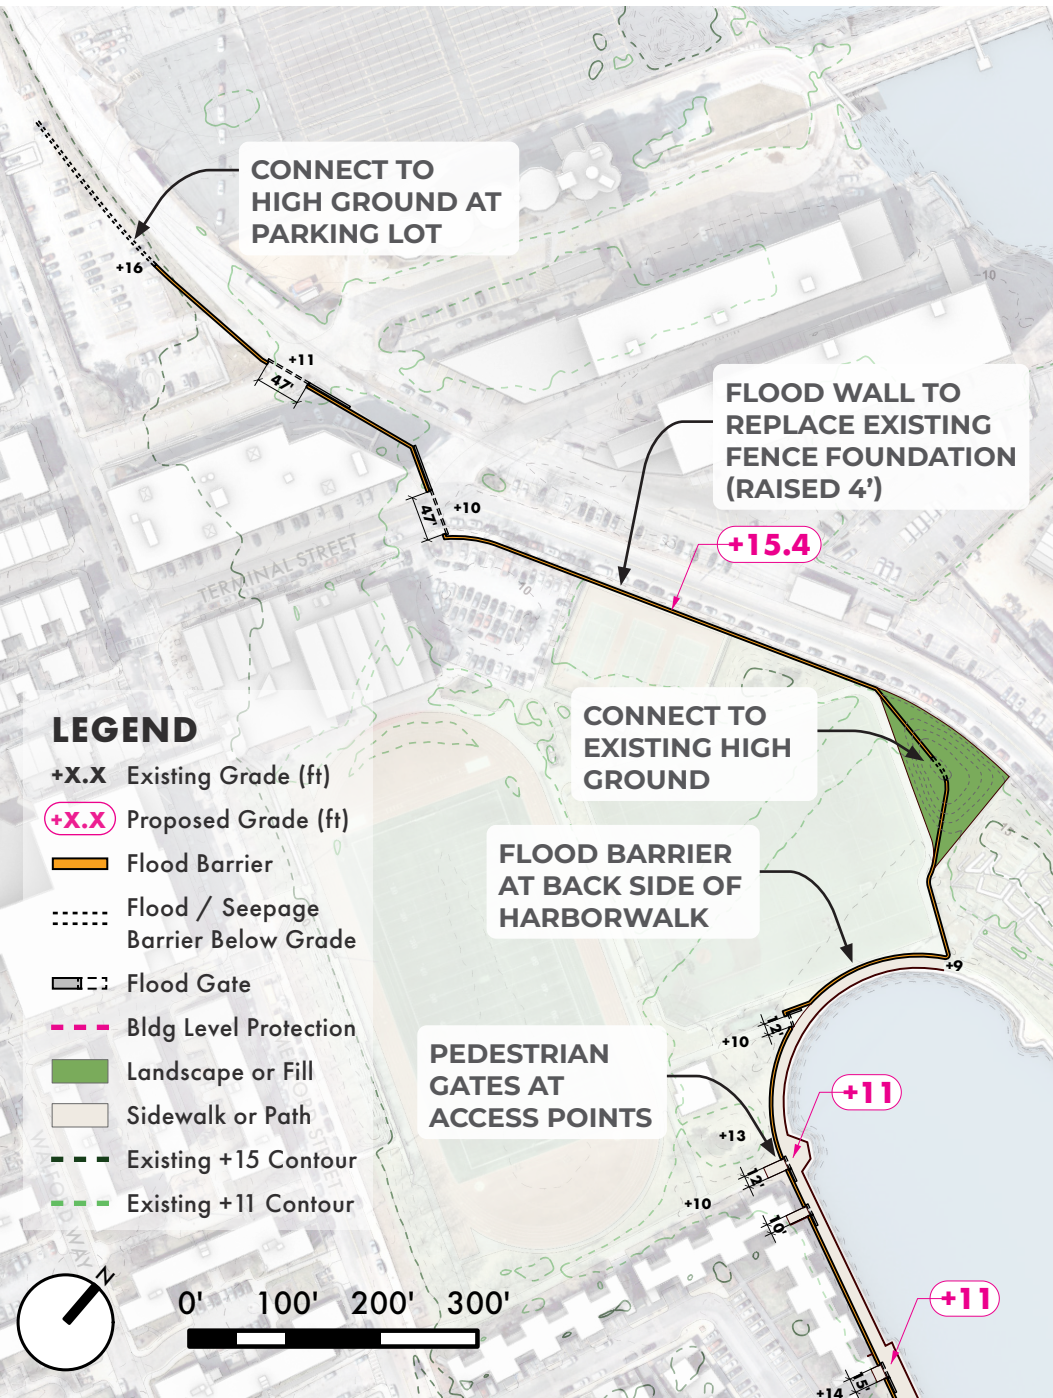 CONNECT TO
HIGH GROUND AT
PARKING LOT
+16
+11
47'
-10
FLOOD WALL TO
REPLACE EXISTING
FENCE FOUNDATION
(RAISED 4’)
+10
47'
+15.4
TERMINAL STREET
10
CONNECT TO
EXISTING HIGH
GROUND
FLOOD BARRIER
AT BACK SIDE OF
HARBORWALK
+9
12'
+10
PEDESTRIAN
GATES AT
ACCESS POINTS
+11
+13
12'
+10
10'
+11
15'
+14
LEGEND
+X.X Existing Grade (ft)
+X.X Proposed Grade (ft)
Flood Barrier
Flood / Seepage
Barrier Below Grade
Flood Gate
Bldg Level Protection
Landscape or Fill
Sidewalk or Path
Existing +15 Contour
Existing +11 Contour
N
0' 100' 200' 300'